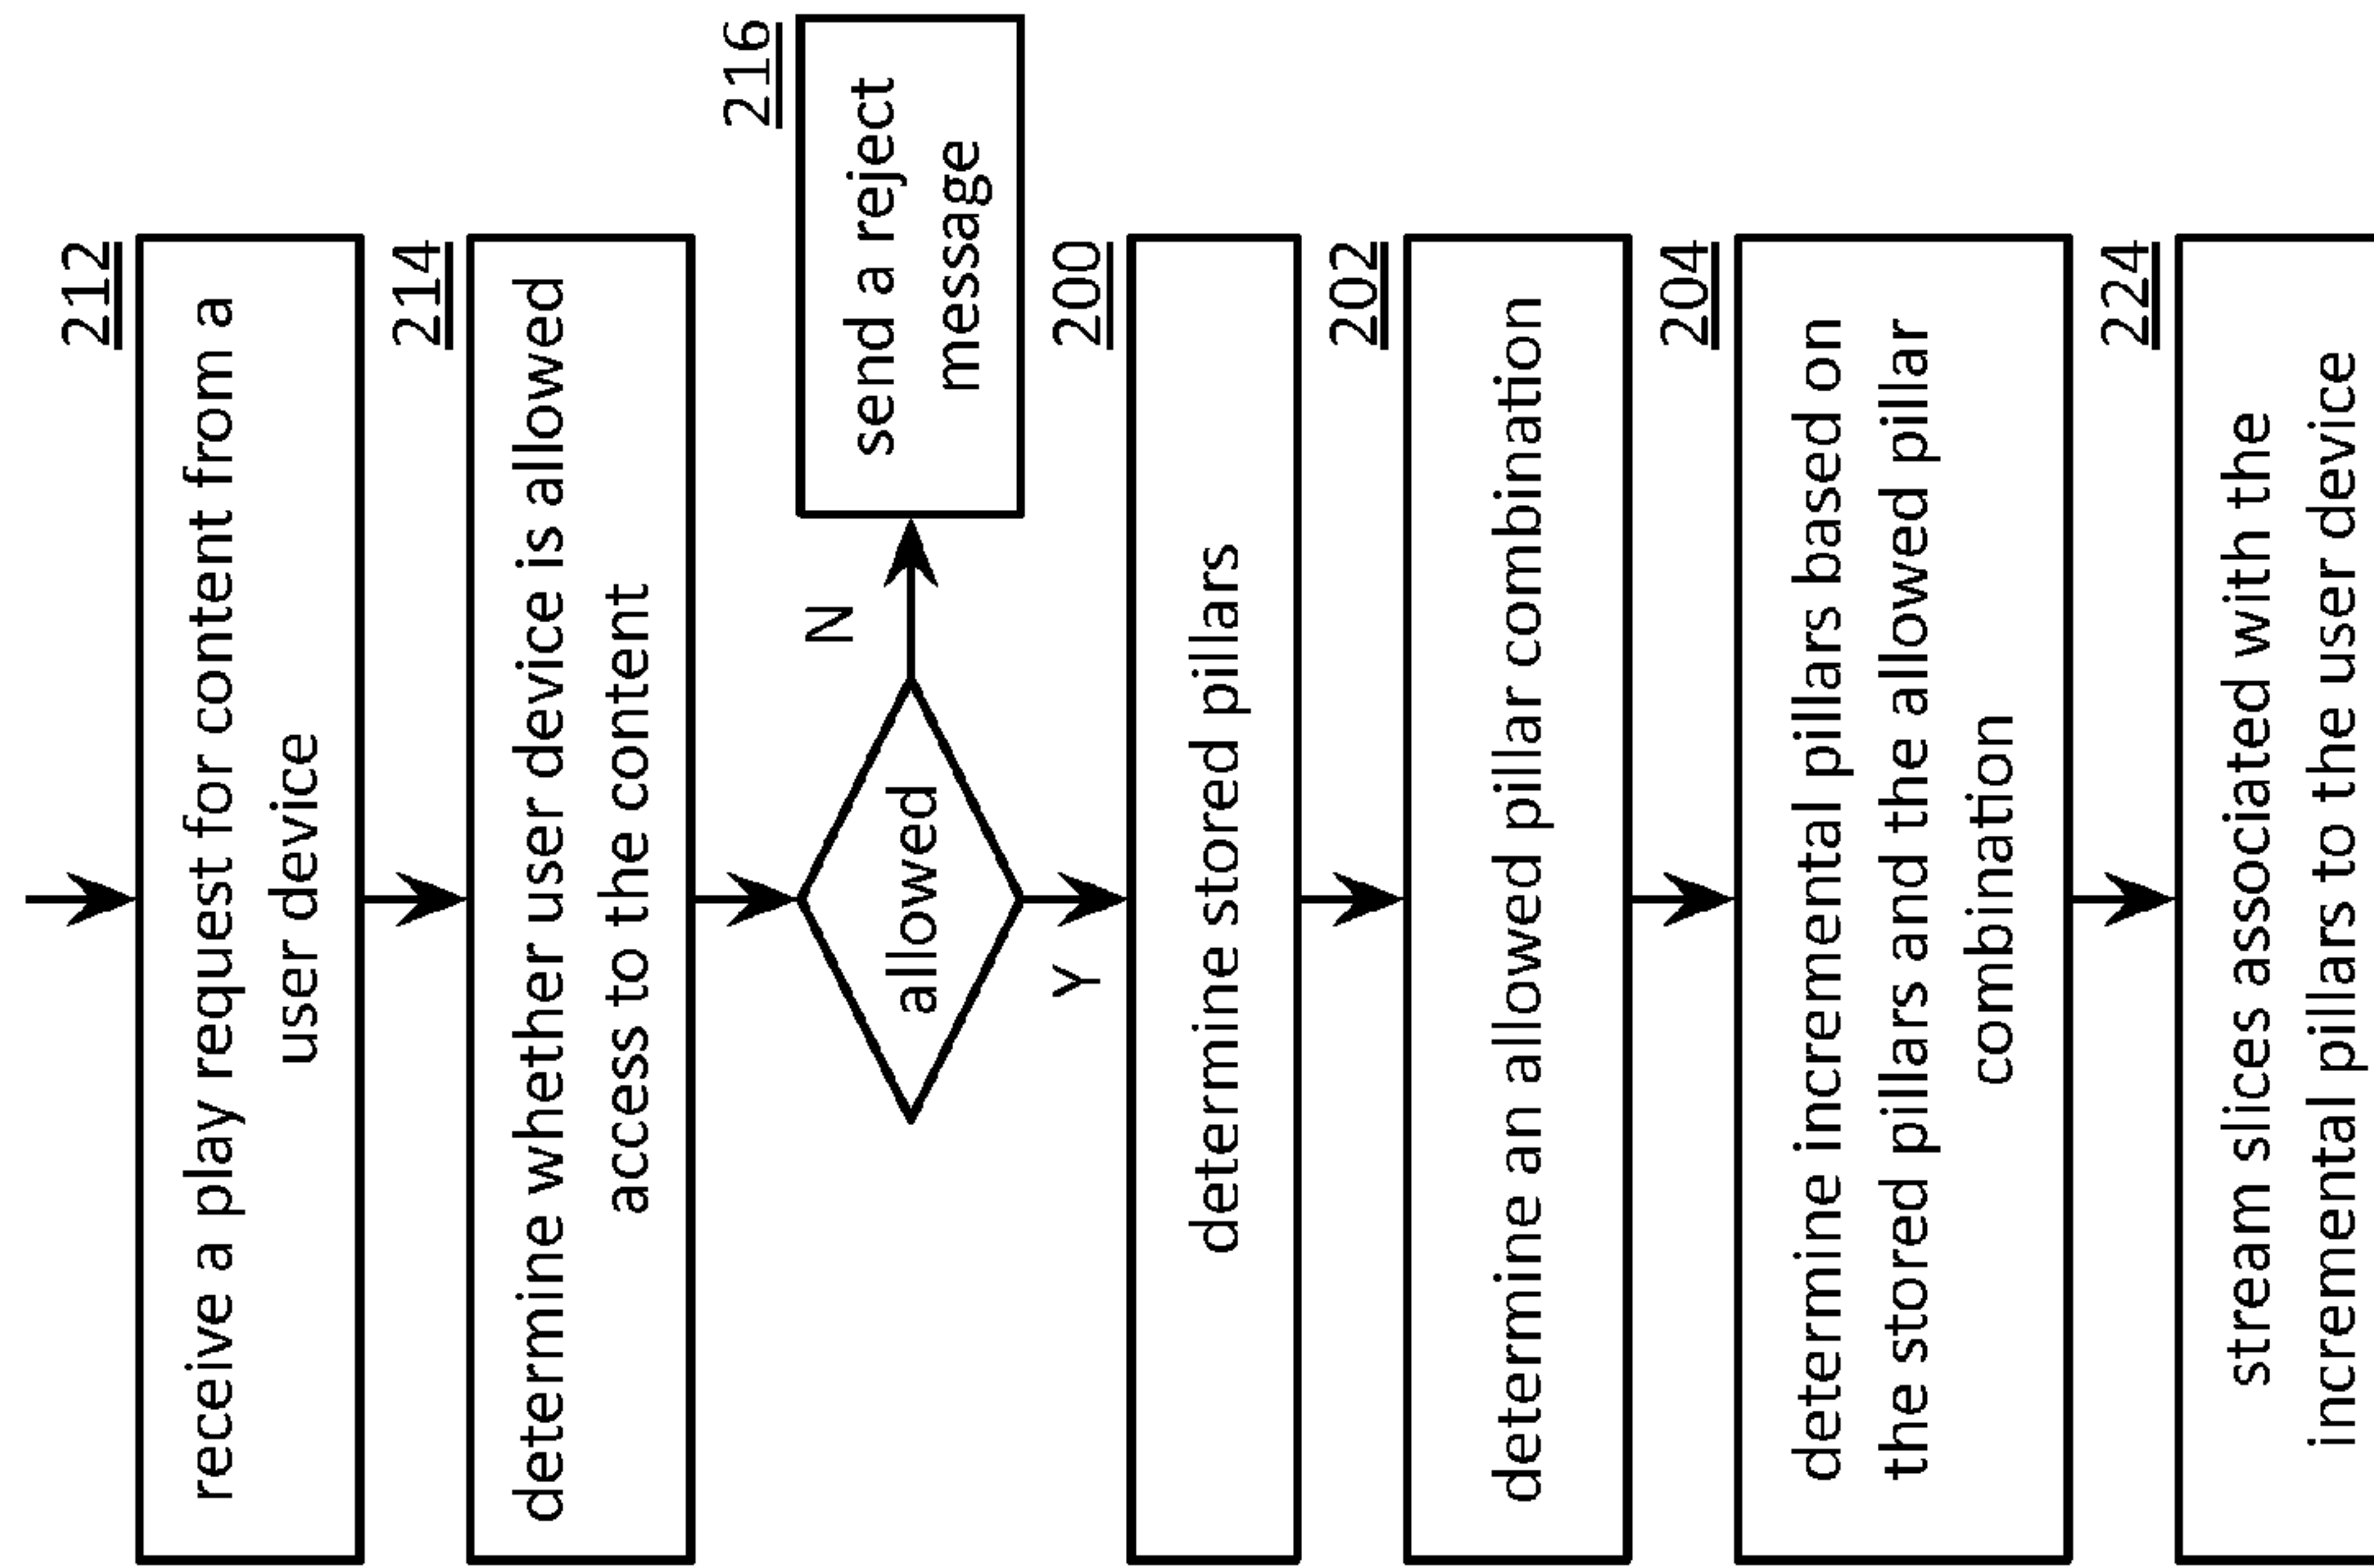 212
receive a play request for content from a
user device
214
determine whether user device is allowed
access to the content
allowed
N
216
send a reject
message
Y
200
determine stored pillars
202
determine an allowed pillar combination
204
determine incremental pillars based on
the stored pillars and the allowed pillar
combination
224
stream slices associated with the
incremental pillars to the user device